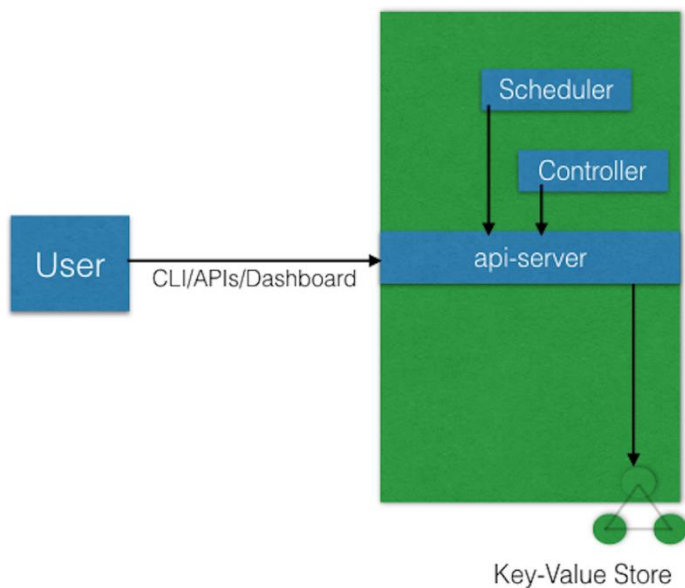 Scheduler
Controller
User
api-server
CLI/APIs/Dashboard
Key-Value Store